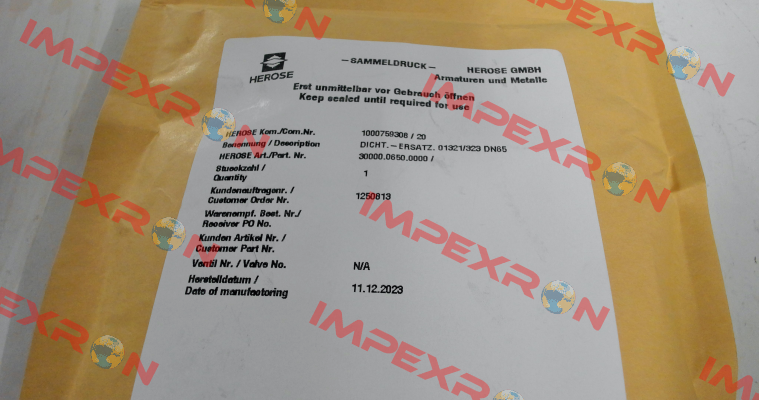 HEROSE
—SAMMELDRUCK—
HEROSE GMBH
Armaturen und Metalle
Erst unmittelbar vor Gebrauch öffnen
Keep sealed until required for use
HEROSE Kom./Com.Nr. 1000759308 / 20
Benennung / Description DICHT.-ERSATZ. 01321/323 DN65
HEROSE Art./Part. Nr. 30000.0650.0000 /
Stueckzahl /
Quantity 1
Kundenauftragsnr. /
Customer Order Nr. 1250813
Warenempf. Best. Nr./
Receiver PO No.
Kunden Artikel Nr. /
Customer Part Nr.
Ventil Nr. / Valve No. N/A
Herstelldatum /
Date of manufactoring 11.12.2023
IMPEXRON
IMPEXRON
IMPEXRON
IMPEXRON
IMPEXRON
IMPEXRON
IMPEXRON
IMPEXRON